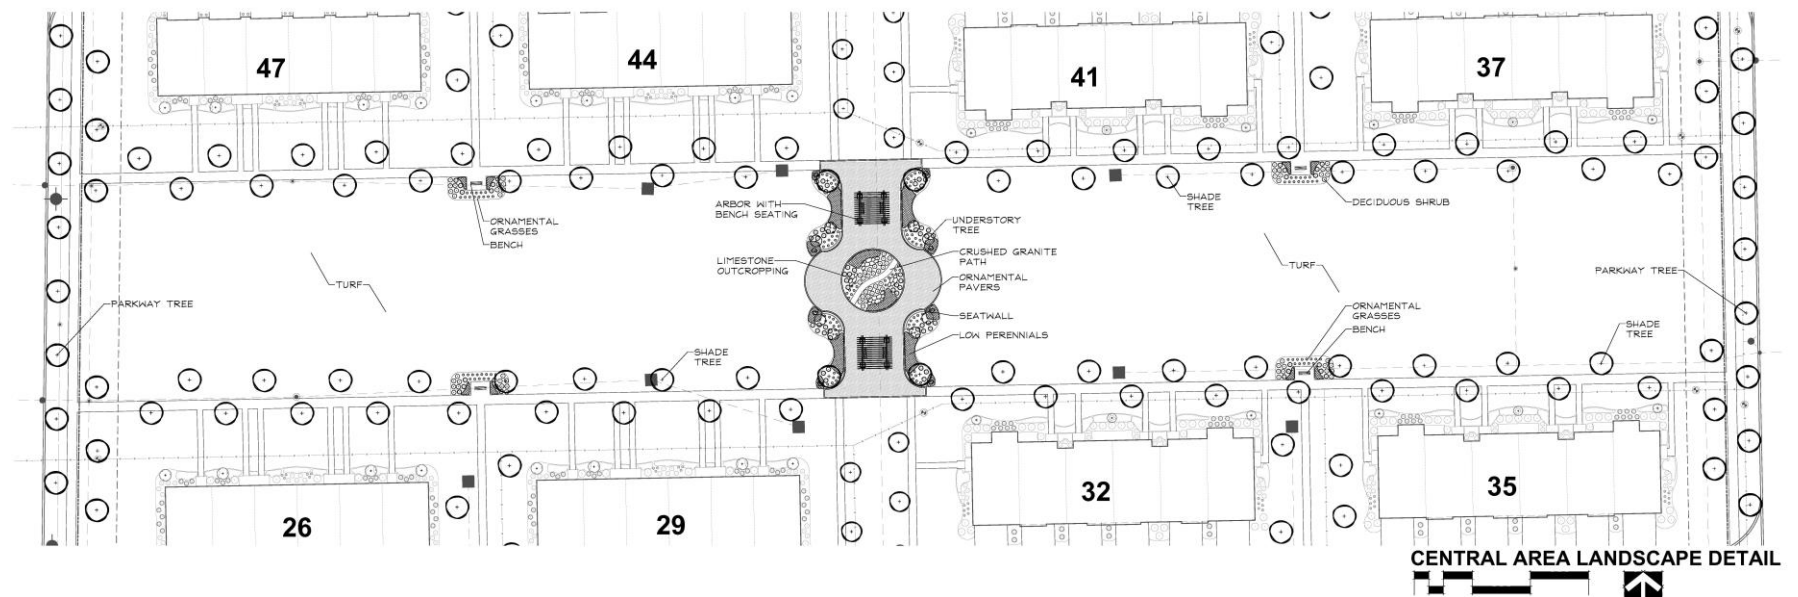 47
44
41
37
ARBOR WITH
BENCH SEATING
SHADE
TREE
DECIDUOUS SHRUB
ORNAMENTAL
GRASSES
BENCH
UNDERSTORY
TREE
LIMESTONE
OUTCROPPING
CRUSHED GRANITE
PATH
ORNAMENTAL
PAVERS
TURF
TURF
PARKWAY TREE
PARKWAY TREE
SEATWALL
LOW PERENNIALS
ORNAMENTAL
GRASSES
BENCH
SHADE
TREE
SHADE
TREE
26
29
32
35
CENTRAL AREA LANDSCAPE DETAIL